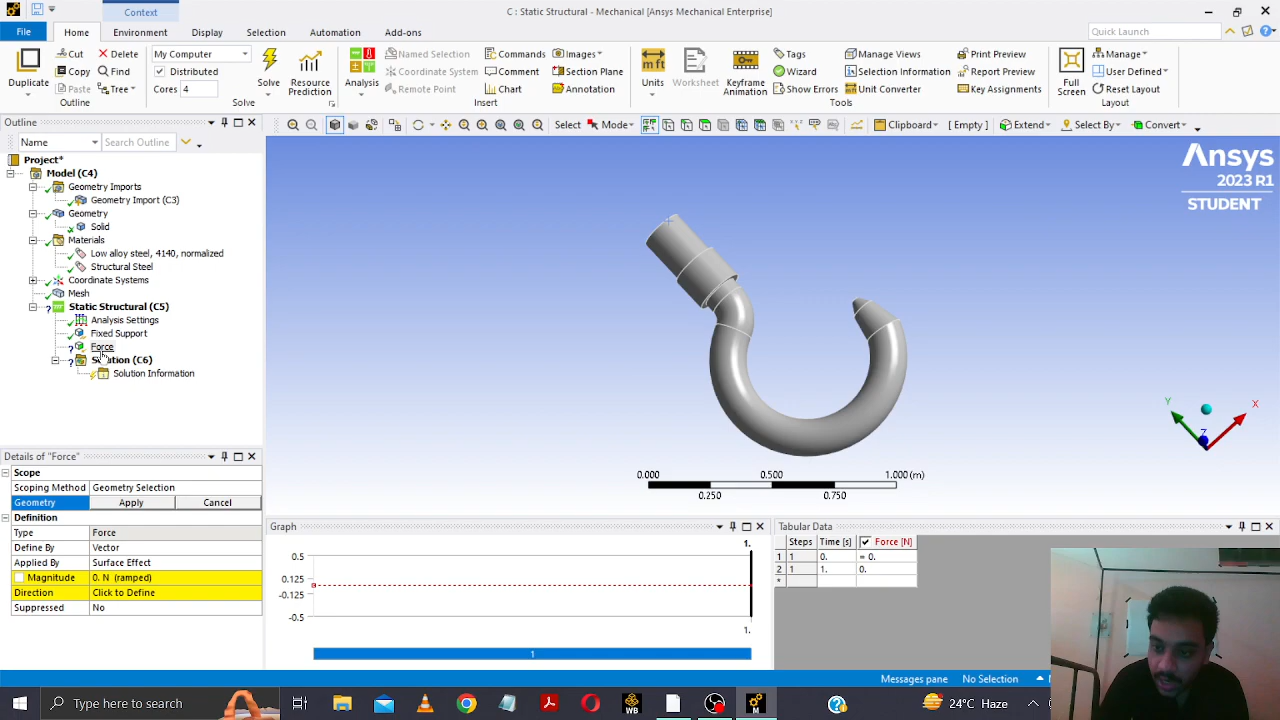 Context
C : Static Structural - Mechanical [Ansys Mechanical Enterprise]
File
Home
Environment
Display
Selection
Automation
Add-ons
Quick Launch
Duplicate
Cut
Copy
Paste
Delete
Find
Tree
Outline
My Computer
Distributed
Cores 4
Solve
Resource Prediction
Solve
Analysis
Named Selection
Coordinate System
Remote Point
Commands
Comment
Chart
Images
Section Plane
Annotation
Insert
Units
Worksheet
Keyframe Animation
Tags
Wizard
Show Errors
Manage Views
Selection Information
Unit Converter
Print Preview
Report Preview
Key Assignments
Tools
Full Screen
Manage
User Defined
Reset Layout
Layout
Outline
Select
Mode
Clipboard
[ Empty ]
Extend
Select By
Convert
Name
Search Outline
Project*
Model (C4)
Geometry Imports
Geometry Import (C3)
Geometry
Solid
Materials
Low alloy steel, 4140, normalized
Structural Steel
Coordinate Systems
Mesh
Static Structural (C5)
Analysis Settings
Fixed Support
Force
Solution (C6)
Solution Information
Ansys
2023 R1
STUDENT
Y
X
Z
0.000
0.500
1.000 (m)
0.250
0.750
Details of "Force"
Scope
Scoping Method Geometry Selection
Geometry Apply Cancel
Definition
Type Force
Define By Vector
Applied By Surface Effect
Magnitude 0. N (ramped)
Direction Click to Define
Suppressed No
Graph
1.
0.5
0.125
-0.125
-0.5
1.
1
Tabular Data
Steps Time [s] Force [N]
1 1 0. = 0.
2 1 1. 0.
*
Messages pane
No Selection
Type here to search
WB
M
24°C Haze